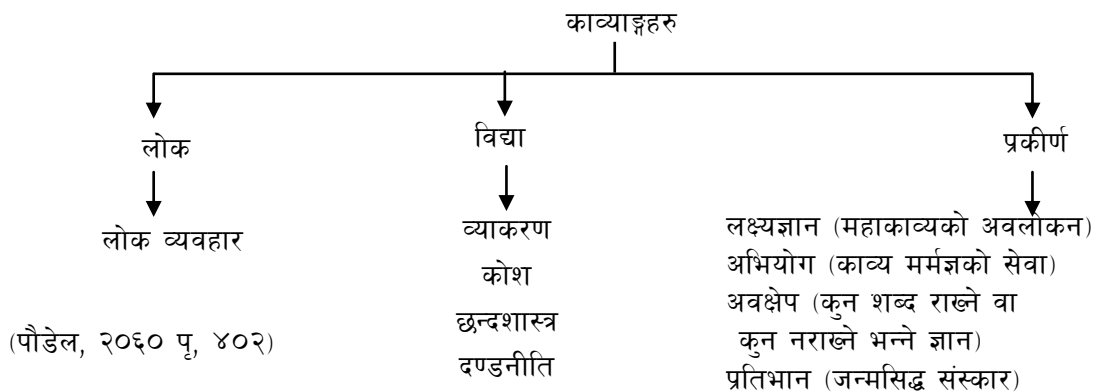 काव्याङ्गहरु
लोक
विद्या
प्रकीर्ण
लोक व्यवहार
व्याकरण
कोश
छन्दशास्त्र
दण्डनीति
लक्ष्यज्ञान (महाकाव्यको अवलोकन)
अभियोग (काव्य मर्मज्ञको सेवा)
अवक्षेप (कुन शब्द राख्ने वा
कुन नराख्ने भन्ने ज्ञान)
प्रतिभान (जन्मसिद्ध संस्कार)
(पौडेल, २०६० पृ, ४०२)